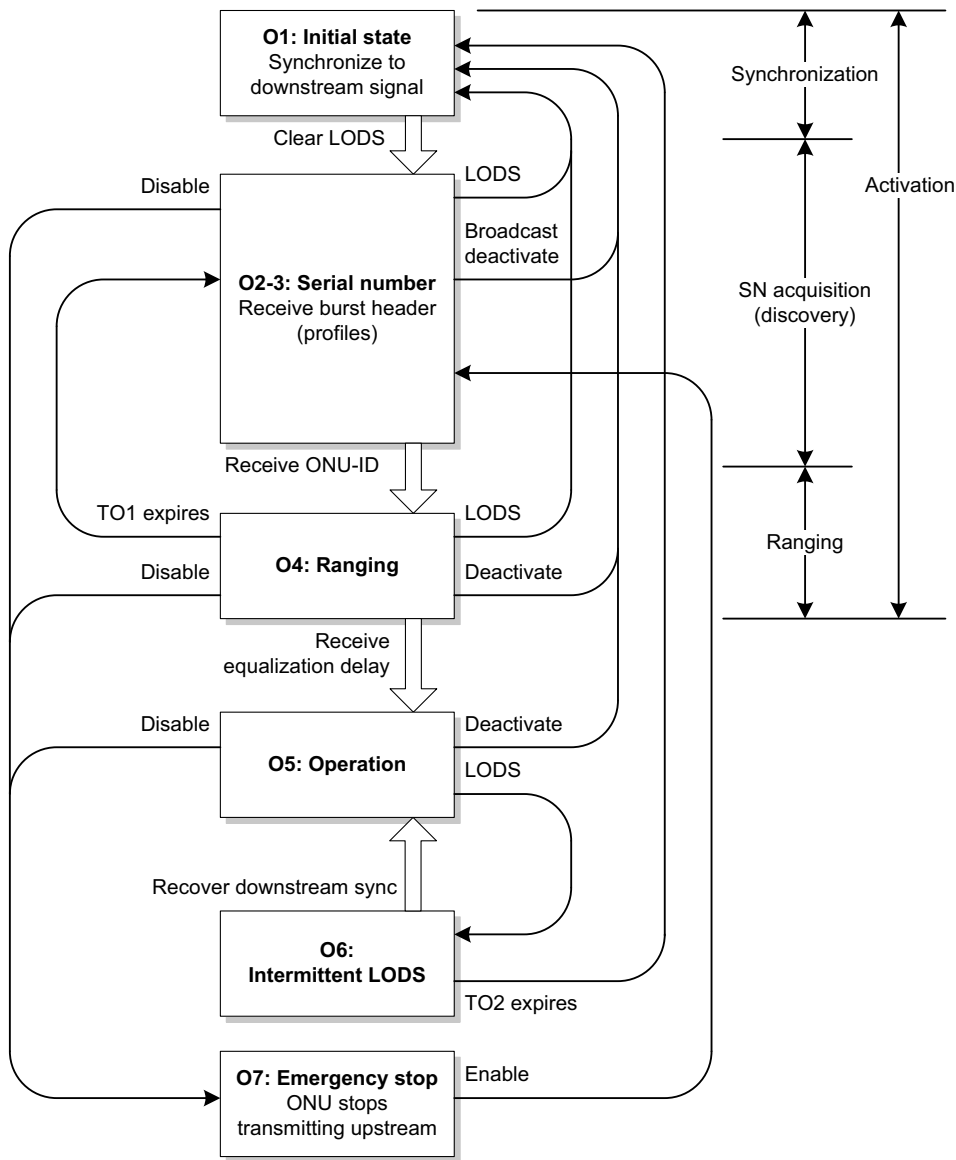 O1: Initial state
Synchronize to
downstream signal
Synchronization
Clear LODS
Disable
LODS
Activation
Broadcast
deactivate
O2-3: Serial number
Receive burst header
(profiles)
SN acquisition
(discovery)
Receive ONU-ID
TO1 expires
LODS
O4: Ranging
Ranging
Disable
Deactivate
Receive
equalization delay
Disable
Deactivate
O5: Operation
LODS
Recover downstream sync
O6:
Intermittent LODS
TO2 expires
O7: Emergency stop
ONU stops
transmitting upstream
Enable